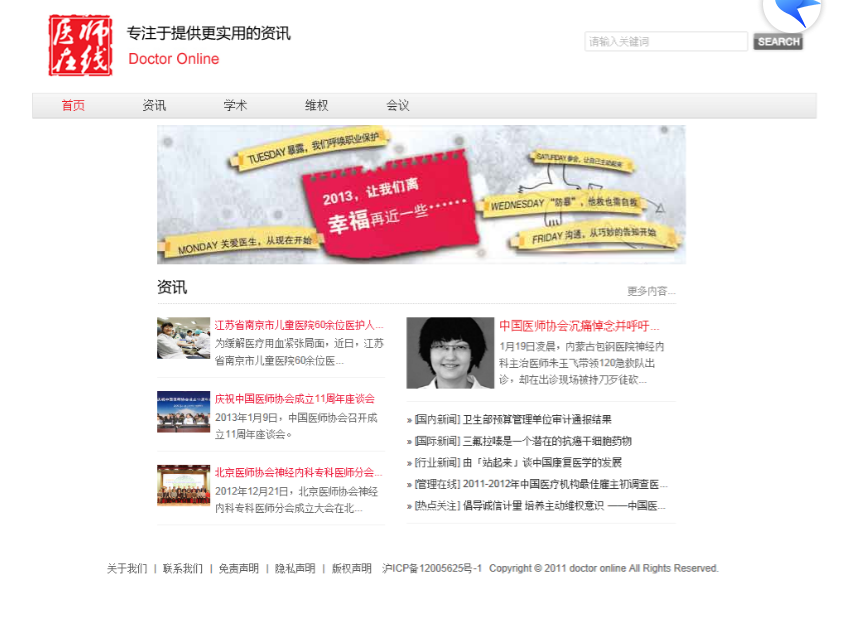 医师
在线
专注于提供更实用的资讯
Doctor Online
请输入关键词
SEARCH
首页 资讯 学术 维权 会议
TUESDAY 暴露，我们呼唤职业保护
2013，让我们离
幸福再近一些……
MONDAY 关爱医生，从现在开始
WEDNESDAY “防暴”，他救也需自救
FRIDAY 沟通，从巧妙的告知开始
资讯
更多内容...
江苏省南京市儿童医院60余位医护人...
为缓解医疗用血紧张局面，近日，江苏
省南京市儿童医院60余位医...
庆祝中国医师协会成立11周年座谈会
2013年1月9日，中国医师协会召开成
立11周年座谈会。
北京医师协会神经内科专科医师分会...
2012年12月21日，北京医师协会神经
内科专科医师分会成立大会在北...
中国医师协会沉痛悼念并呼吁...
1月19日凌晨，内蒙古包钢医院神经内
科主治医师朱玉飞带领120急救队出
诊，却在出诊现场被持刀歹徒砍...
» [国内新闻] 卫生部预算管理单位审计通报结果
» [国际新闻] 三氟拉嗪是一个潜在的抗癌干细胞药物
» [行业新闻] 由「站起来」谈中国康复医学的发展
» [管理在线] 2011-2012年中国医疗机构最佳雇主初调查医...
» [热点关注] 倡导诚信计量 培养主动维权意识 ——中国医...
关于我们 | 联系我们 | 免责声明 | 隐私声明 | 版权声明 沪ICP备12005625号-1 Copyright © 2011 doctor online All Rights Reserved.